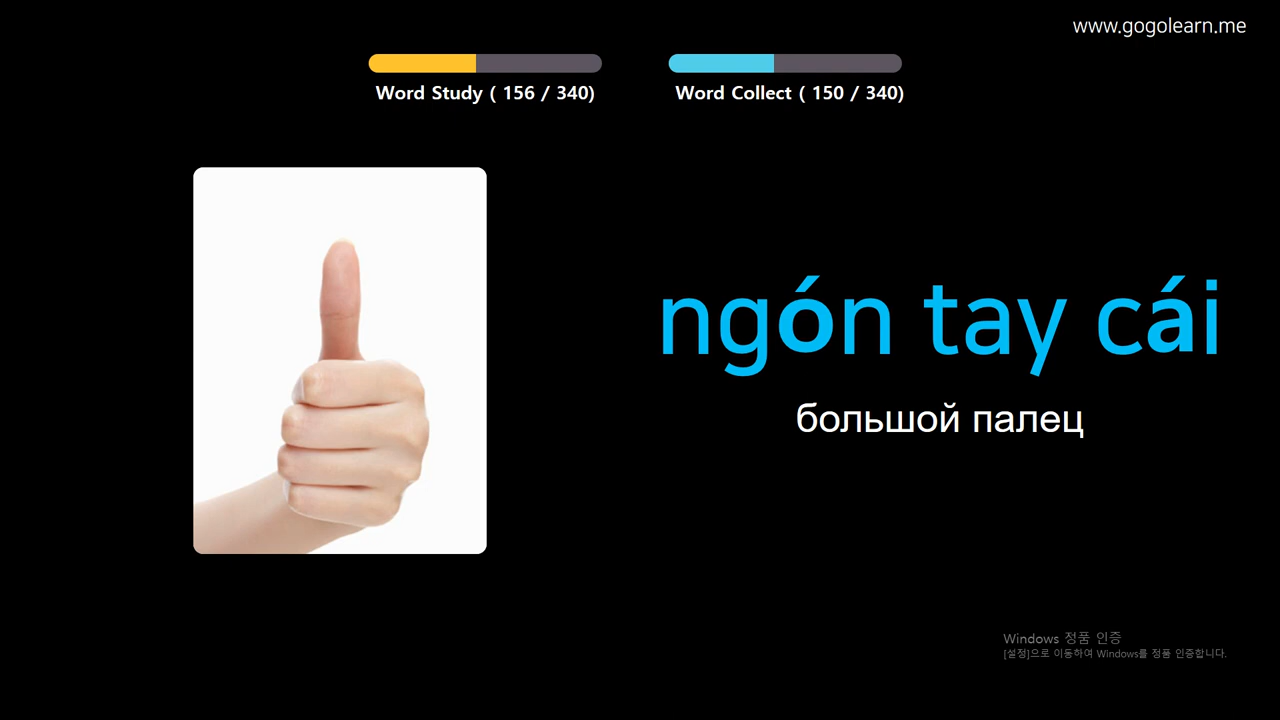 www.gogolearn.me
Word Study ( 156 / 340)
Word Collect ( 150 / 340)
ngón tay cái
большой палец
Windows 정품 인증
[설정]으로 이동하여 Windows를 정품 인증합니다.